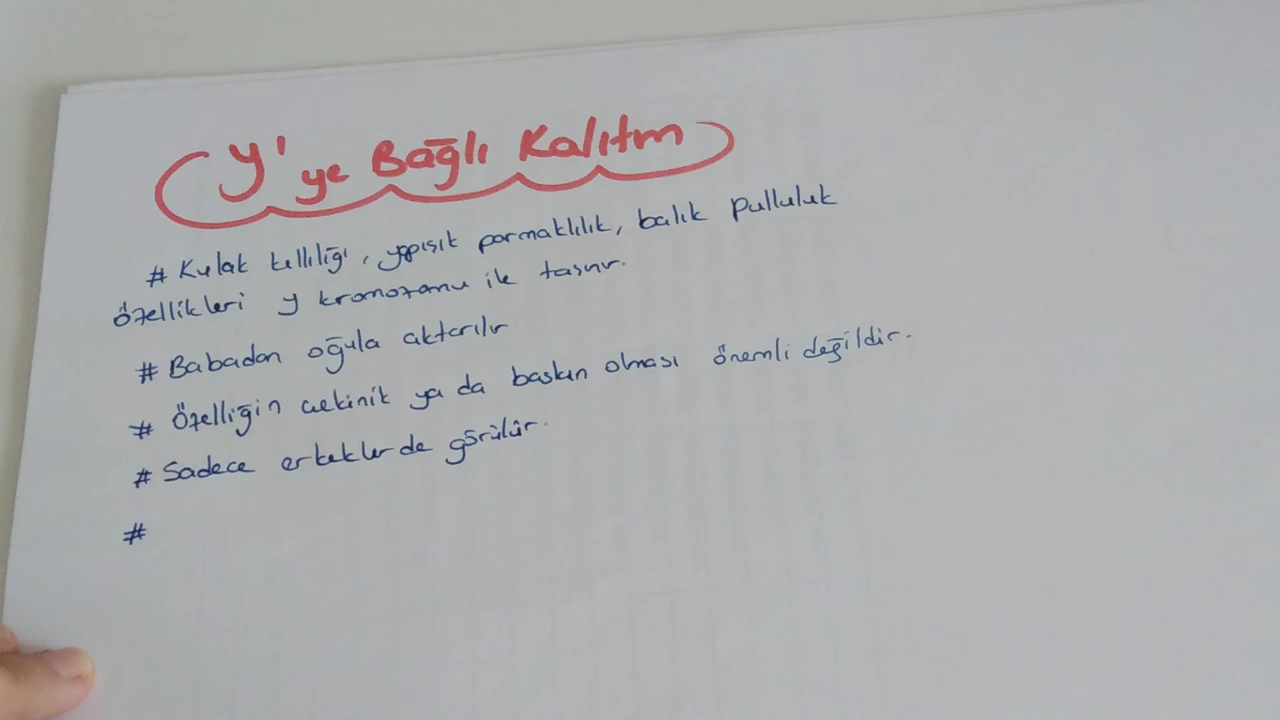 Y'ye Bağlı Kalıtım
# Kulak kıllılığı, yapışık parmaklılık, balık pulluluk
özellikleri y kromozomu ile taşınır.
# Babadan oğula aktarılır
# Özelliğin çekinik ya da baskın olması önemli değildir.
# Sadece erkeklerde görülür.
#